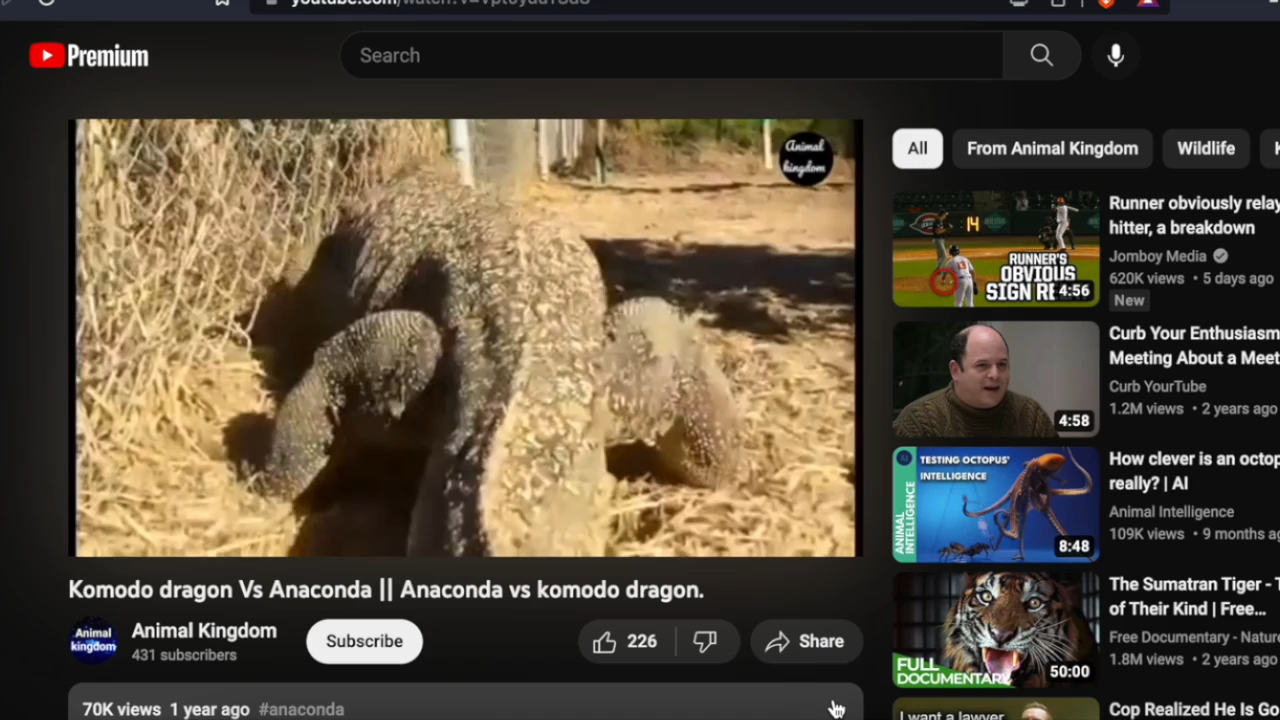 Premium
Search
Animal
kingdom
All
From Animal Kingdom
Wildlife
K
14
RUNNER'S
OBVIOUS
SIGN RE
4:56
Runner obviously relay
hitter, a breakdown
Jomboy Media
620K views • 5 days ago
New
4:58
Curb Your Enthusiasm
Meeting About a Meet
Curb YourTube
1.2M views • 2 years ago
TESTING OCTOPUS'
INTELLIGENCE
ANIMAL
INTELLIGENCE
8:48
How clever is an octop
really? | AI
Animal Intelligence
109K views • 9 months ag
FULL
DOCUMENTARY
50:00
The Sumatran Tiger - T
of Their Kind | Free...
Free Documentary - Nature
1.8M views • 2 years ago
I want a lawyer
Cop Realized He Is Go
Komodo dragon Vs Anaconda || Anaconda vs komodo dragon.
Animal
kingdom
Animal Kingdom
431 subscribers
Subscribe
226
Share
70K views 1 year ago #anaconda